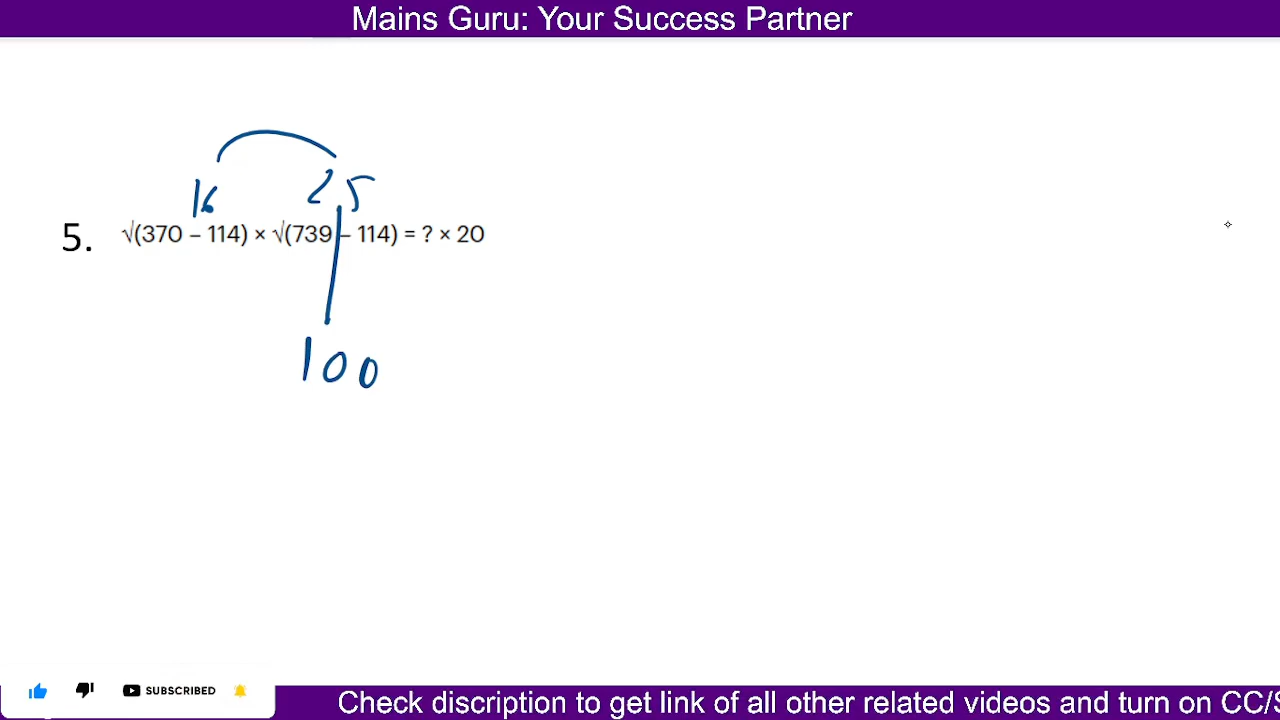 Mains Guru: Your Success Partner
16 25
5. √(370 – 114) × √(739 – 114) = ? × 20
100
SUBSCRIBED
Check discription to get link of all other related videos and turn on CC/S